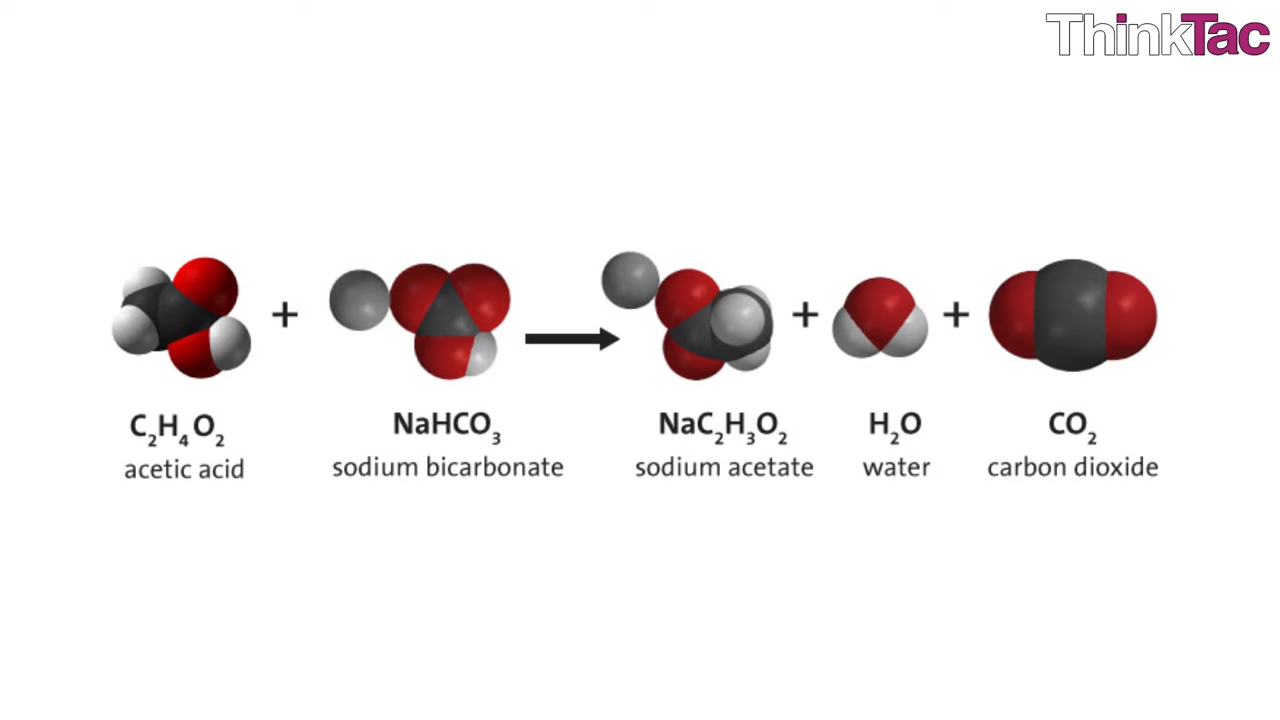 ThinkTac
+ + +
C₂H₄O₂ NaHCO₃ NaC₂H₃O₂ H₂O CO₂
acetic acid sodium bicarbonate sodium acetate water carbon dioxide